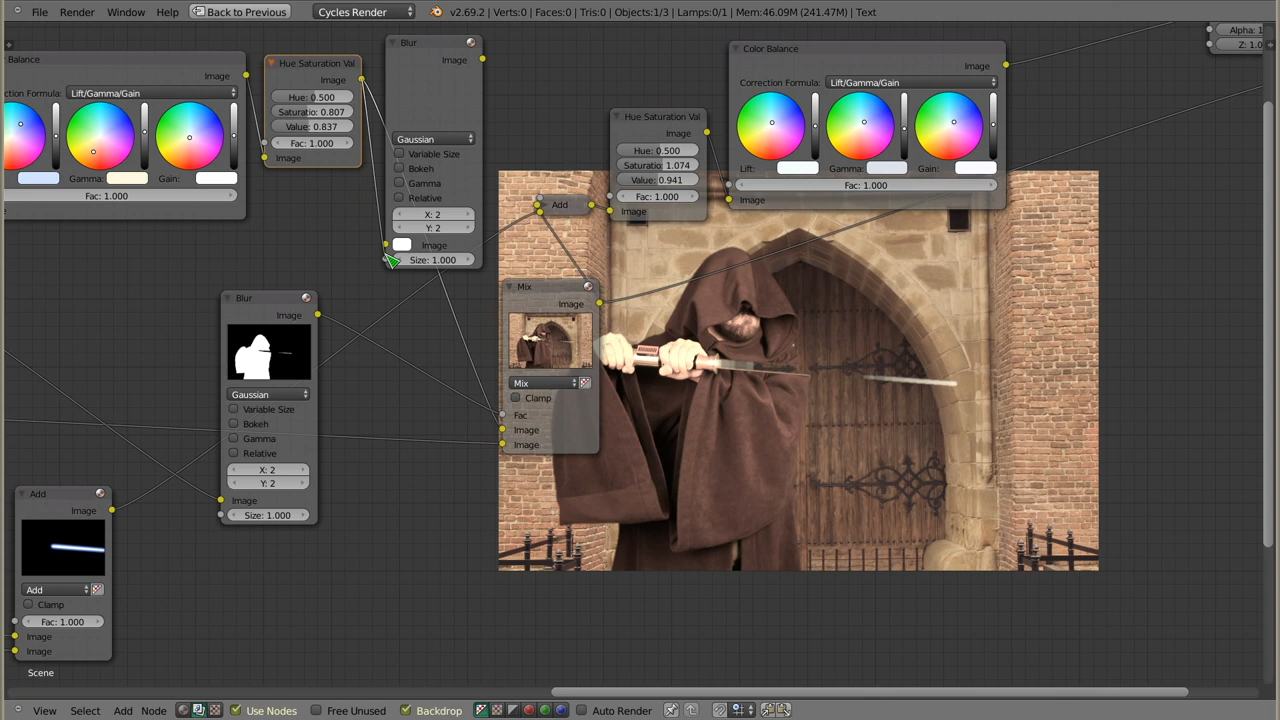 File Render Window Help Back to Previous Cycles Render v2.69.2 | Verts:0 | Faces:0 | Tris:0 | Objects:1/3 | Lamps:0/1 | Mem:46.09M (241.47M) | Text
Balance
Image
Lift/Gamma/Gain
Gamma:
Gain:
Fac: 1.000
Hue Saturation Val
Image
Hue: 0.500
Saturatio: 0.807
Value: 0.837
Fac: 1.000
Image
Blur
Image
Gaussian
Variable Size
Bokeh
Gamma
Relative
X: 2
Y: 2
Image
Size: 1.000
Hue Saturation Val
Image
Hue: 0.500
Saturatio: 1.074
Value: 0.941
Fac: 1.000
Image
Color Balance
Image
Correction Formula: Lift/Gamma/Gain
Lift:
Gamma:
Gain:
Fac: 1.000
Image
Alpha: 1
Z: 1.0
Add
Mix
Image
Mix
Clamp
Fac
Image
Image
Blur
Image
Gaussian
Variable Size
Bokeh
Gamma
Relative
X: 2
Y: 2
Image
Size: 1.000
Add
Image
Add
Clamp
Fac: 1.000
Image
Image
Scene
View Select Add Node Use Nodes Free Unused Backdrop Auto Render